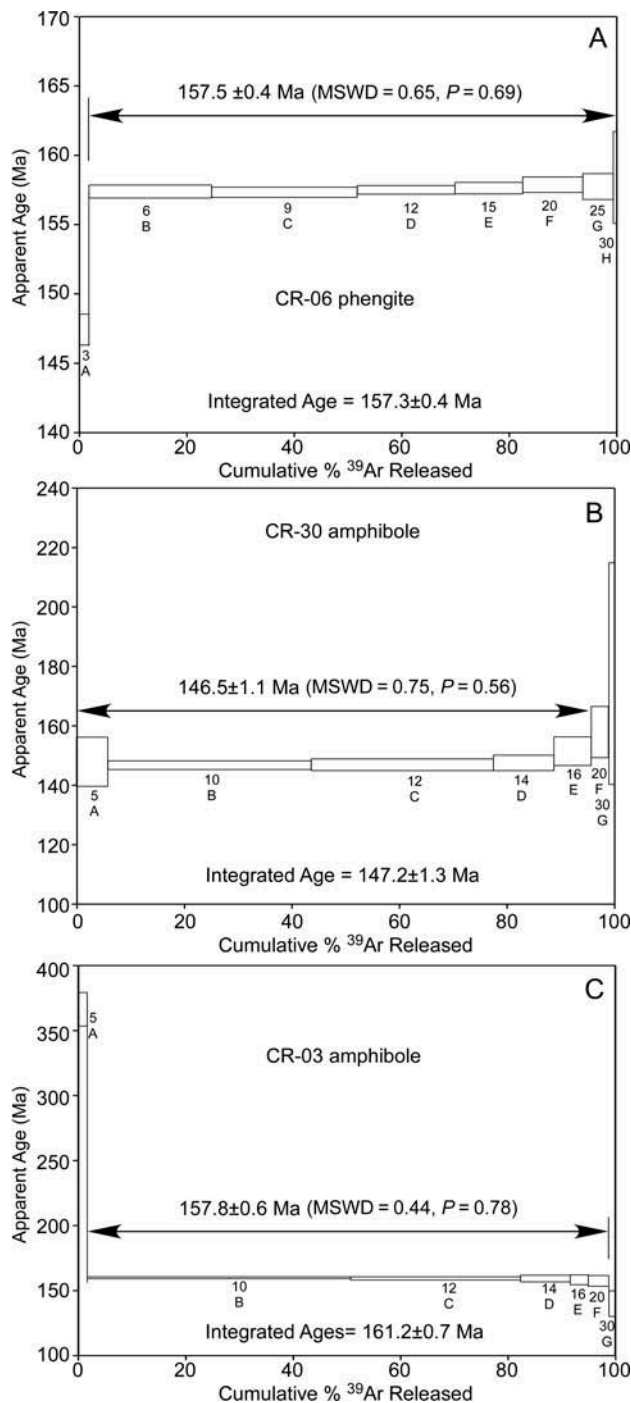 170
165
160
155
150
145
140
Apparent Age (Ma)
A
157.5 ±0.4 Ma (MSWD = 0.65, P = 0.69)
3
A
6
B
9
C
12
D
15
E
20
F
25
G
30
H
CR-06 phengite
Integrated Age = 157.3±0.4 Ma
0 20 40 60 80 100
Cumulative % ³⁹Ar Released
240
220
200
180
160
140
120
100
Apparent Age (Ma)
B
CR-30 amphibole
146.5±1.1 Ma (MSWD = 0.75, P = 0.56)
5
A
10
B
12
C
14
D
16
E
20
F
30
G
Integrated Age = 147.2±1.3 Ma
0 20 40 60 80 100
Cumulative % ³⁹Ar Released
400
350
300
250
200
150
100
Apparent Age (Ma)
C
5
A
CR-03 amphibole
157.8±0.6 Ma (MSWD = 0.44, P = 0.78)
10
B
12
C
14
D
16
E
20
F
30
G
Integrated Ages= 161.2±0.7 Ma
0 20 40 60 80 100
Cumulative % ³⁹Ar Released